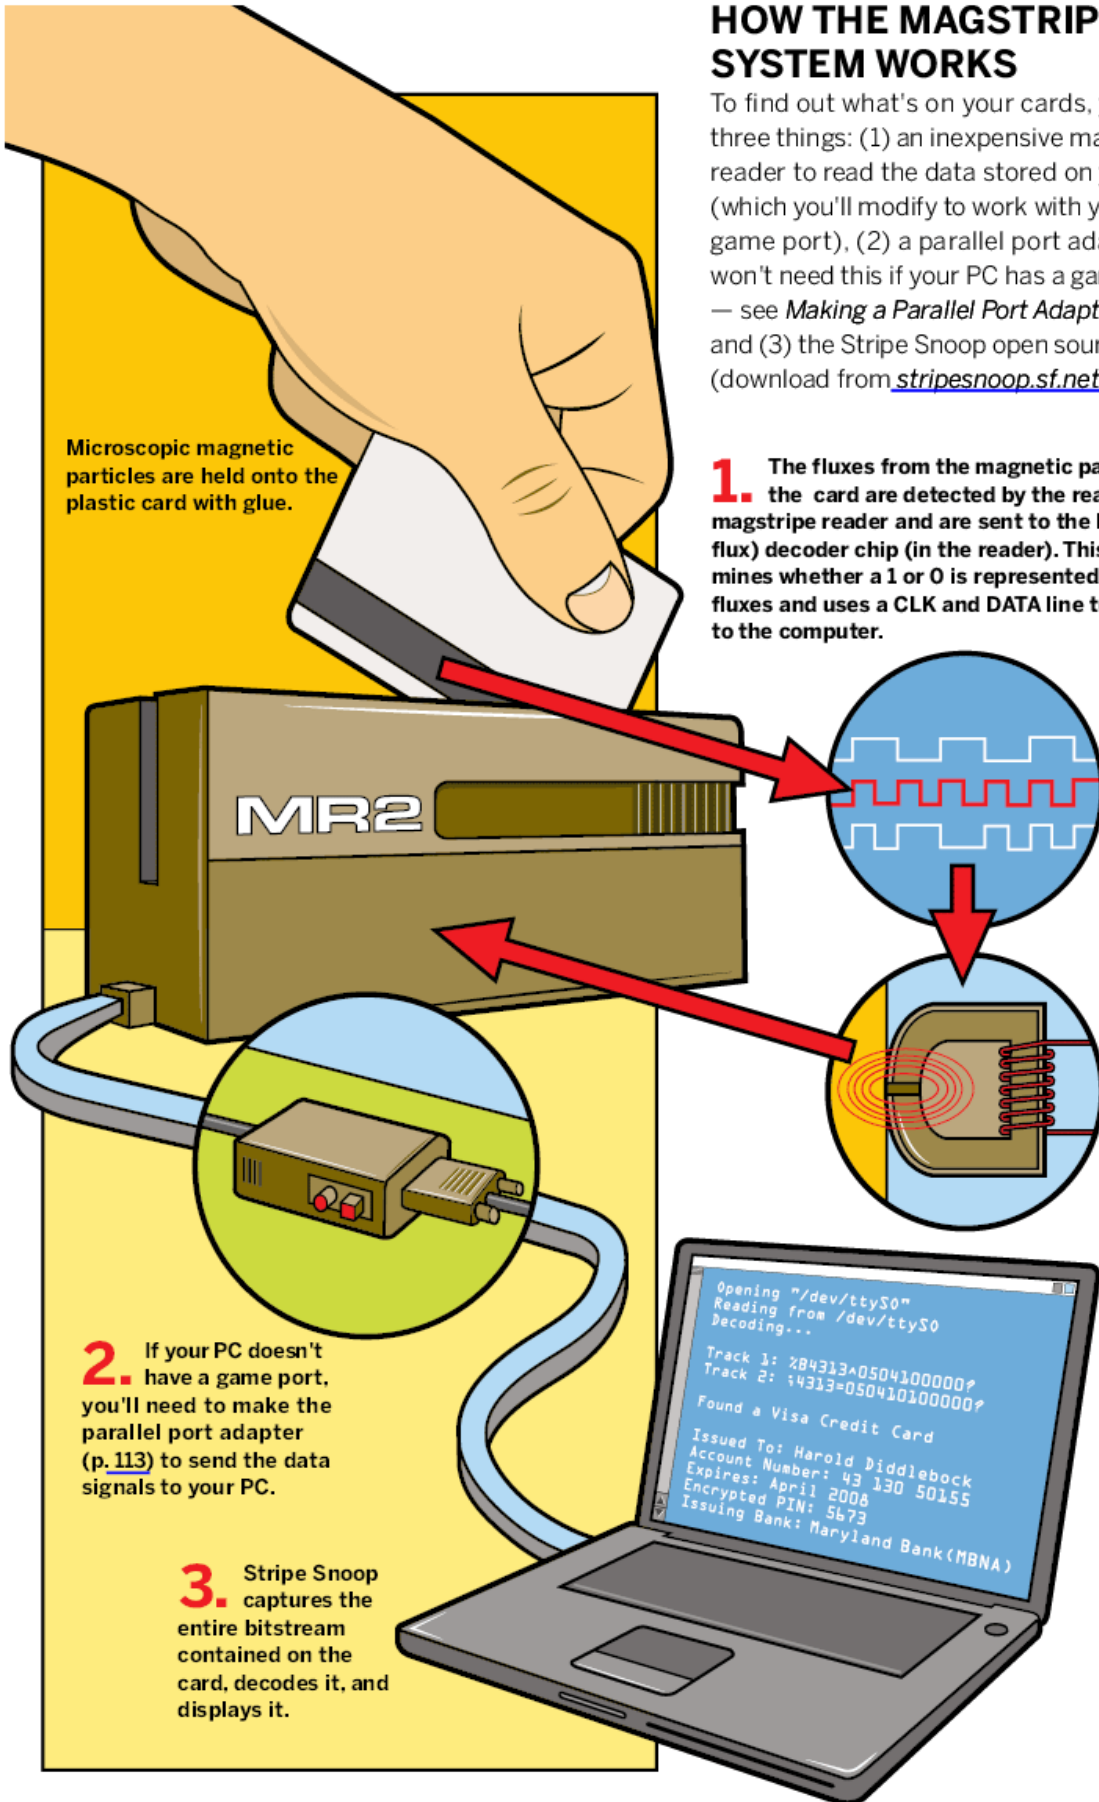 HOW THE MAGSTRIP
SYSTEM WORKS
To find out what's on your cards,
three things: (1) an inexpensive
reader to read the data stored on
(which you'll modify to work with
game port), (2) a parallel port
won't need this if your PC has a
— see Making a Parallel Port
and (3) the Stripe Snoop open
(download from stripesnoop.sf.net
Microscopic magnetic
particles are held onto the
plastic card with glue.
1. The fluxes from the magnetic
the card are detected by the
magstripe reader and are sent to the
flux) decoder chip (in the reader). This
mines whether a 1 or 0 is represented
fluxes and uses a CLK and DATA line
to the computer.
MR2
2. If your PC doesn't
have a game port,
you'll need to make the
parallel port adapter
(p. 113) to send the data
signals to your PC.
3. Stripe Snoop
captures the
entire bitstream
contained on the
card, decodes it, and
displays it.
Opening "/dev/ttyS0"
Reading from /dev/ttyS0
Decoding...
Track 1: %B4313^0504100000?
Track 2: ;4313=050410100000?
Found a Visa Credit Card
Issued To: Harold Diddlebock
Account Number: 43 130 50155
Expires: April 2008
Encrypted PIN: 5673
Issuing Bank: Maryland Bank(MBNA)